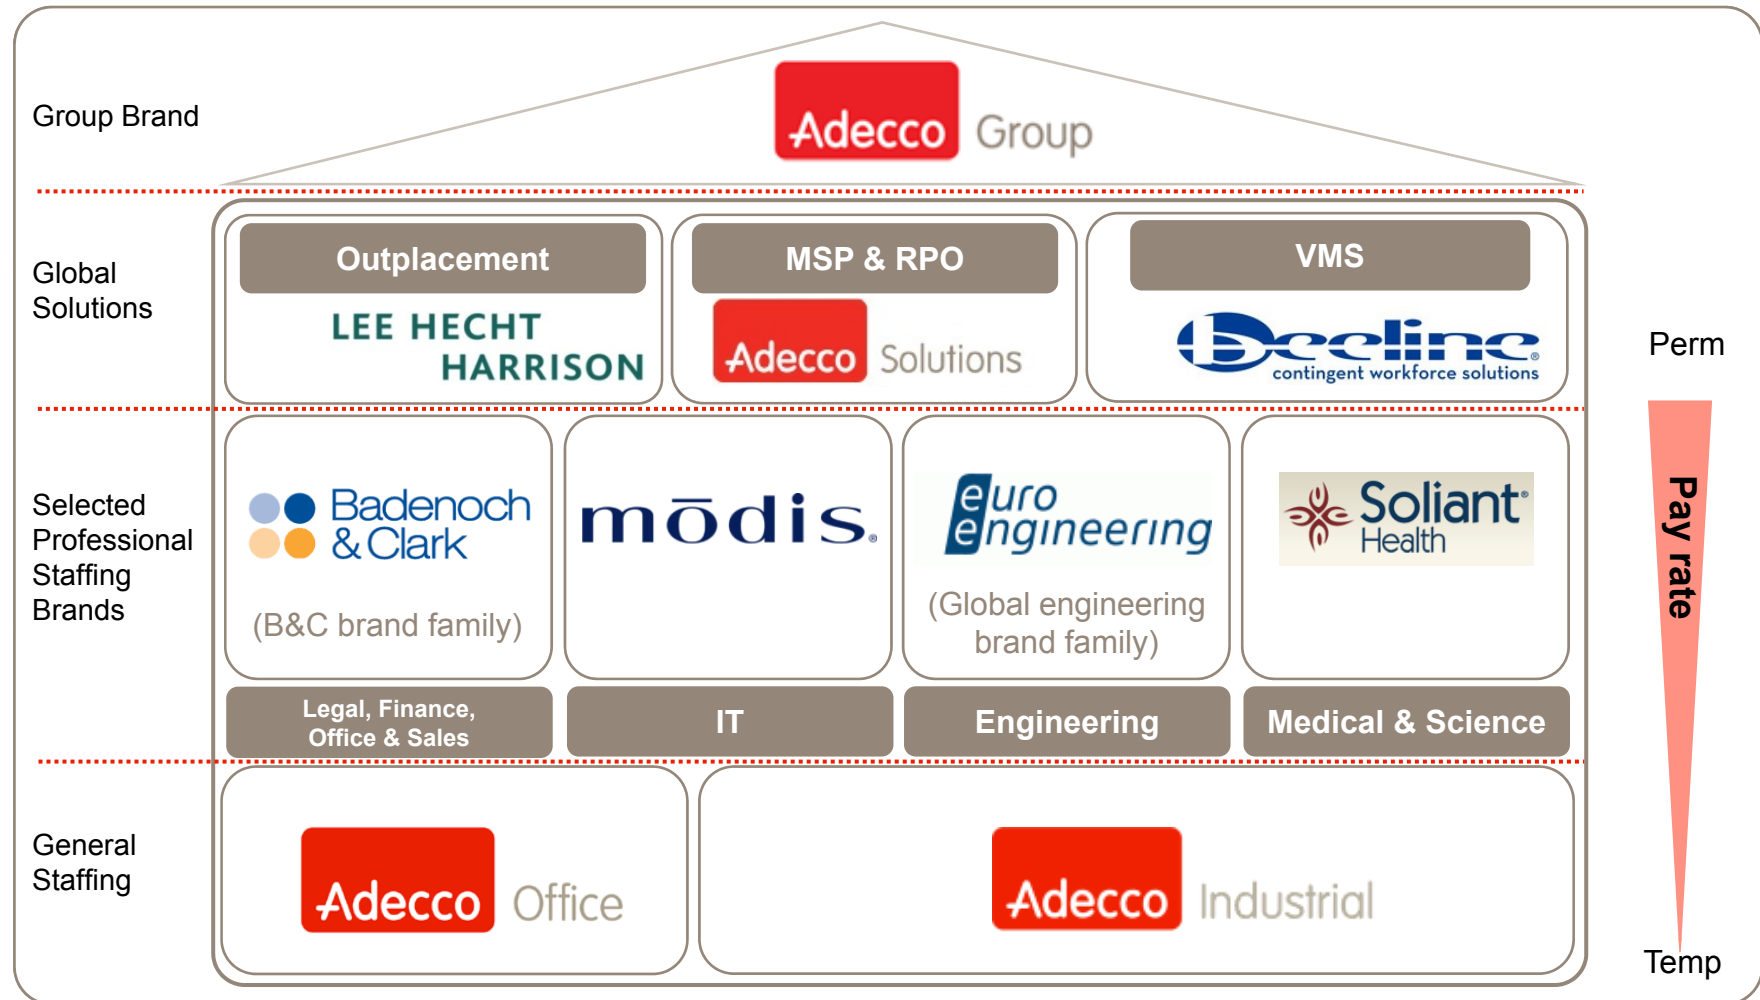 Group Brand
Adecco Group
Global
Solutions
Outplacement
LEE HECHT
HARRISON
MSP & RPO
Adecco Solutions
VMS
beeline®
contingent workforce solutions
Perm
Selected
Professional
Staffing
Brands
Badenoch
& Clark
(B&C brand family)
mōdis®
euro
engineering
(Global engineering
brand family)
Soliant®
Health
Pay rate
Legal, Finance,
Office & Sales
IT
Engineering
Medical & Science
General
Staffing
Adecco Office
Adecco Industrial
Temp